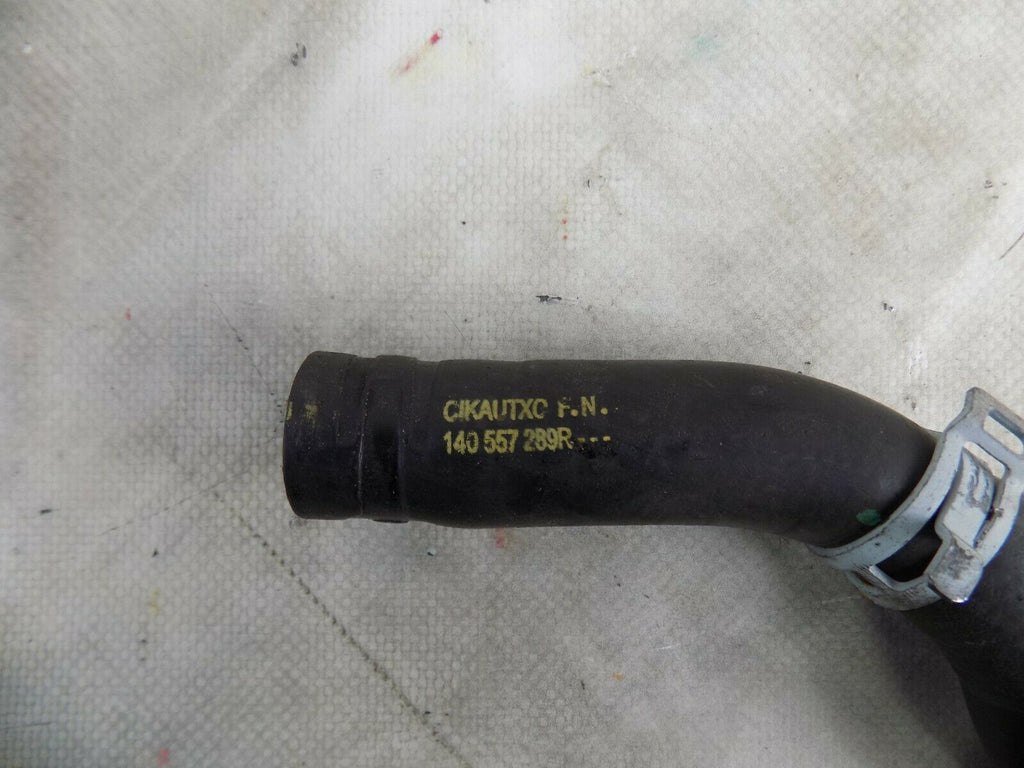 CIKAUTXO F.N.
140 557 289R---